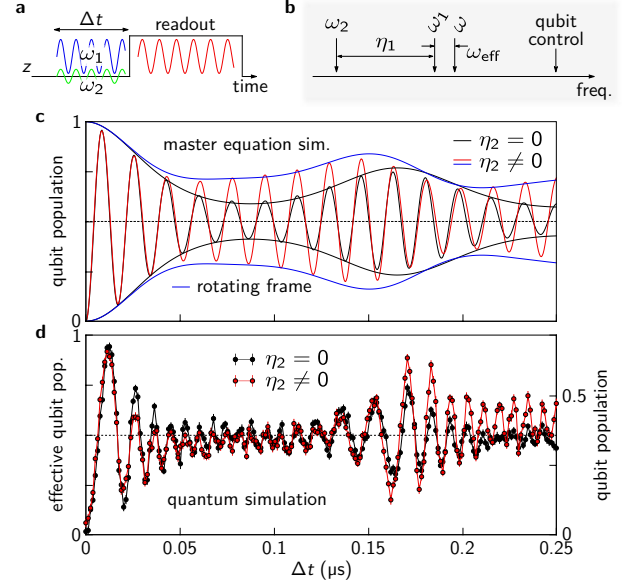 a
Δt
readout
ω₁
z
ω₂
time
b
ω₂
ω₁
ω
qubit
control
η₁
ω_eff
freq.
c
1
master equation sim.
η₂ = 0
η₂ ≠ 0
qubit population
rotating frame
0
d
1
η₂ = 0
η₂ ≠ 0
0.5
effective qubit pop.
qubit population
quantum simulation
0
0
0
0.05
0.1
0.15
0.2
0.25
Δt (μs)